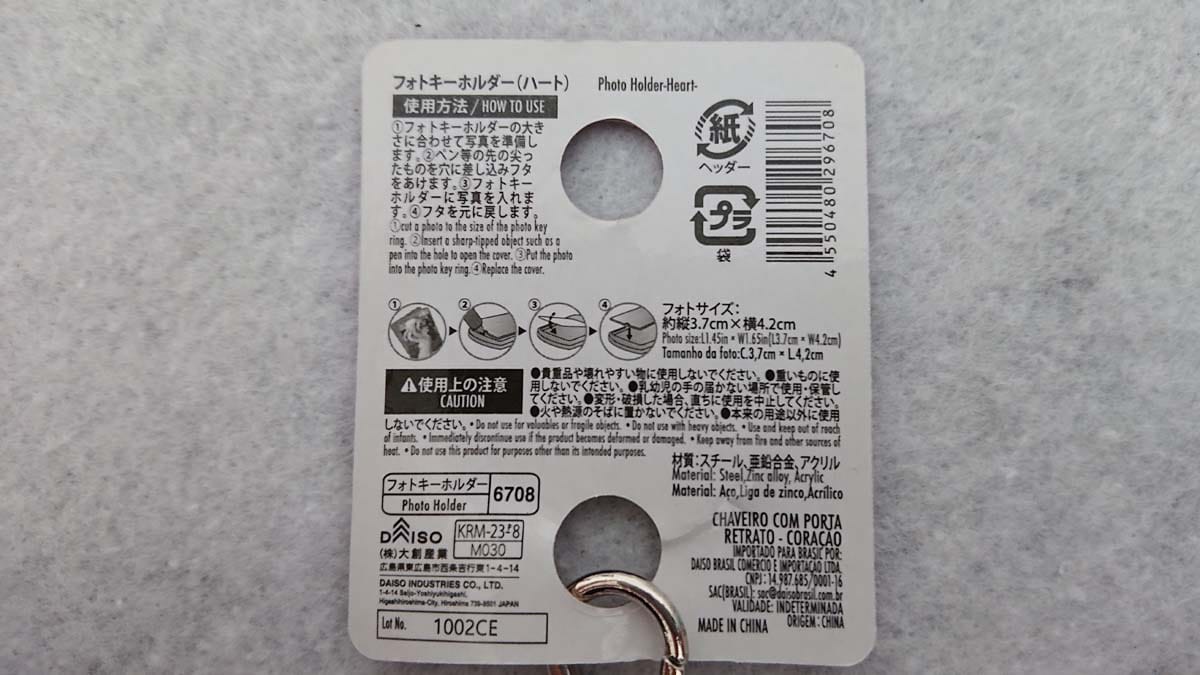 フォトキーホルダー(ハート)
Photo Holder-Heart-
使用方法/HOW TO USE
①フォトキーホルダーの大き
さに合わせて写真を準備し
ます。②ペン等の先の尖っ
たものを穴に差し込みフタ
をあけます。③フォトキー
ホルダーに写真を入れま
す。④フタを元に戻します。
①cut a photo to the size of the photo key
ring. ②Insert a sharp-tipped object such as a
pen into the hole to open the cover. ③Put the photo
into the photo key ring.④Replace the cover.
紙
ヘッダー
プラ
袋
4 550480 296708
① ② ③ ④
フォトサイズ:
約縦3.7cm×横4.2cm
Photo size:L1.45in × W1.65in(L3.7cm × W4.2cm)
Tamanho da foto:C.3,7cm × L.4,2cm
⚠使用上の注意
CAUTION
●貴重品や壊れやすい物に使用しないでください。●重いものに使
用しないでください。●乳幼児の手の届かない場所で使用・保管し
てください。●変形・破損した場合、直ちに使用を中止してください。
●火や熱源のそばに置かないでください。●本来の用途以外に使用
しないでください。• Do not use for valuables or fragile objects. • Do not use with heavy objects. • Use and keep out of reach
of infants. • Immediately discontinue use if the product becomes deformed or damaged. • Keep away from fire and other sources of
heat. • Do not use this product for purposes other than its intended purposes.
材質:スチール、亜鉛合金、アクリル
Material: Steel,Zinc alloy, Acrylic
Material: Aço,Liga de zinco,Acrílico
フォトキーホルダー
Photo Holder
6708
DAISO
(株)大創産業
KRM-23 #8
M030
広島県東広島市西条吉行東1-4-14
DAISO INDUSTRIES CO., LTD.
1-4-14 Saijo-Yoshiyukihigashi,
Higashihiroshima-City, Hiroshima 739-8501 JAPAN
Lot No. 1002CE
CHAVEIRO COM PORTA
RETRATO - CORAÇÃO
IMPORTADO PARA BRASIC POR:
DAISO BRASIL COMÉRCIO E IMPORTAÇÃO LTDA.
CNPJ: 14.987.685/0001-16
SAC(BRASIL): sac@daisobrasil.com.br
VALIDADE: INDETERMINADA
ORIGEM: CHINA
MADE IN CHINA